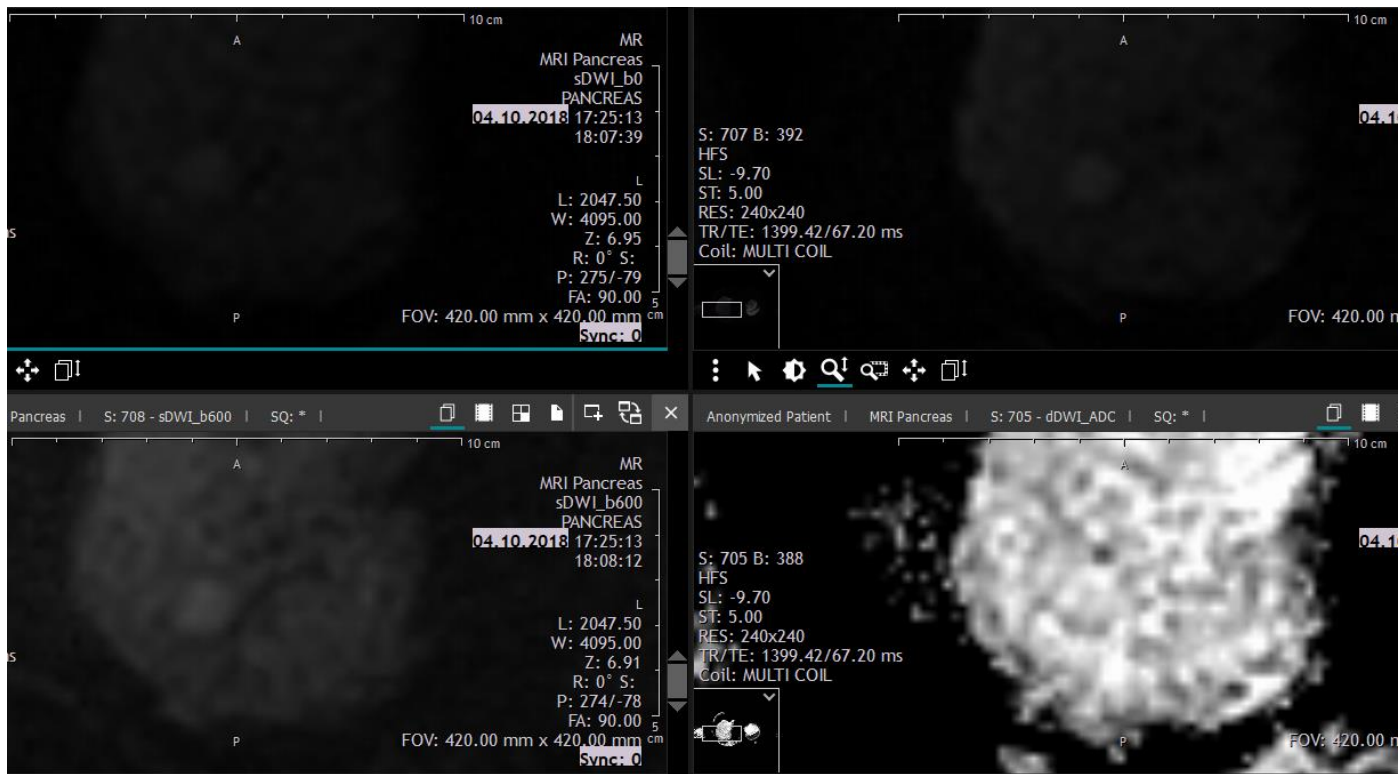 10 cm
A
MR
MRI Pancreas
sDWI_b0
PANCREAS
04.10.2018 17:25:13
18:07:39
L
L: 2047.50
W: 4095.00
Z: 6.95
R: 0° S:
P: 275/-79
FA: 90.00
5
P
FOV: 420.00 mm x 420.00 mm cm
Sync: 0
10 cm
A
04.1
S: 707 B: 392
HFS
SL: -9.70
ST: 5.00
RES: 240x240
TR/TE: 1399.42/67.20 ms
Coil: MULTI COIL
P
FOV: 420.00 m
Pancreas | S: 708 - sDWI_b600 | SQ: * |
10 cm
A
MR
MRI Pancreas
sDWI_b600
PANCREAS
04.10.2018 17:25:13
18:08:12
L
L: 2047.50
W: 4095.00
Z: 6.91
R: 0° S:
P: 274/-78
FA: 90.00
5
P
FOV: 420.00 mm x 420.00 mm cm
Sync: 0
Anonymized Patient | MRI Pancreas | S: 705 - dDWI_ADC | SQ: * |
10 cm
A
04.1
S: 705 B: 388
HFS
SL: -9.70
ST: 5.00
RES: 240x240
TR/TE: 1399.42/67.20 ms
Coil: MULTI COIL
P
FOV: 420.00 m